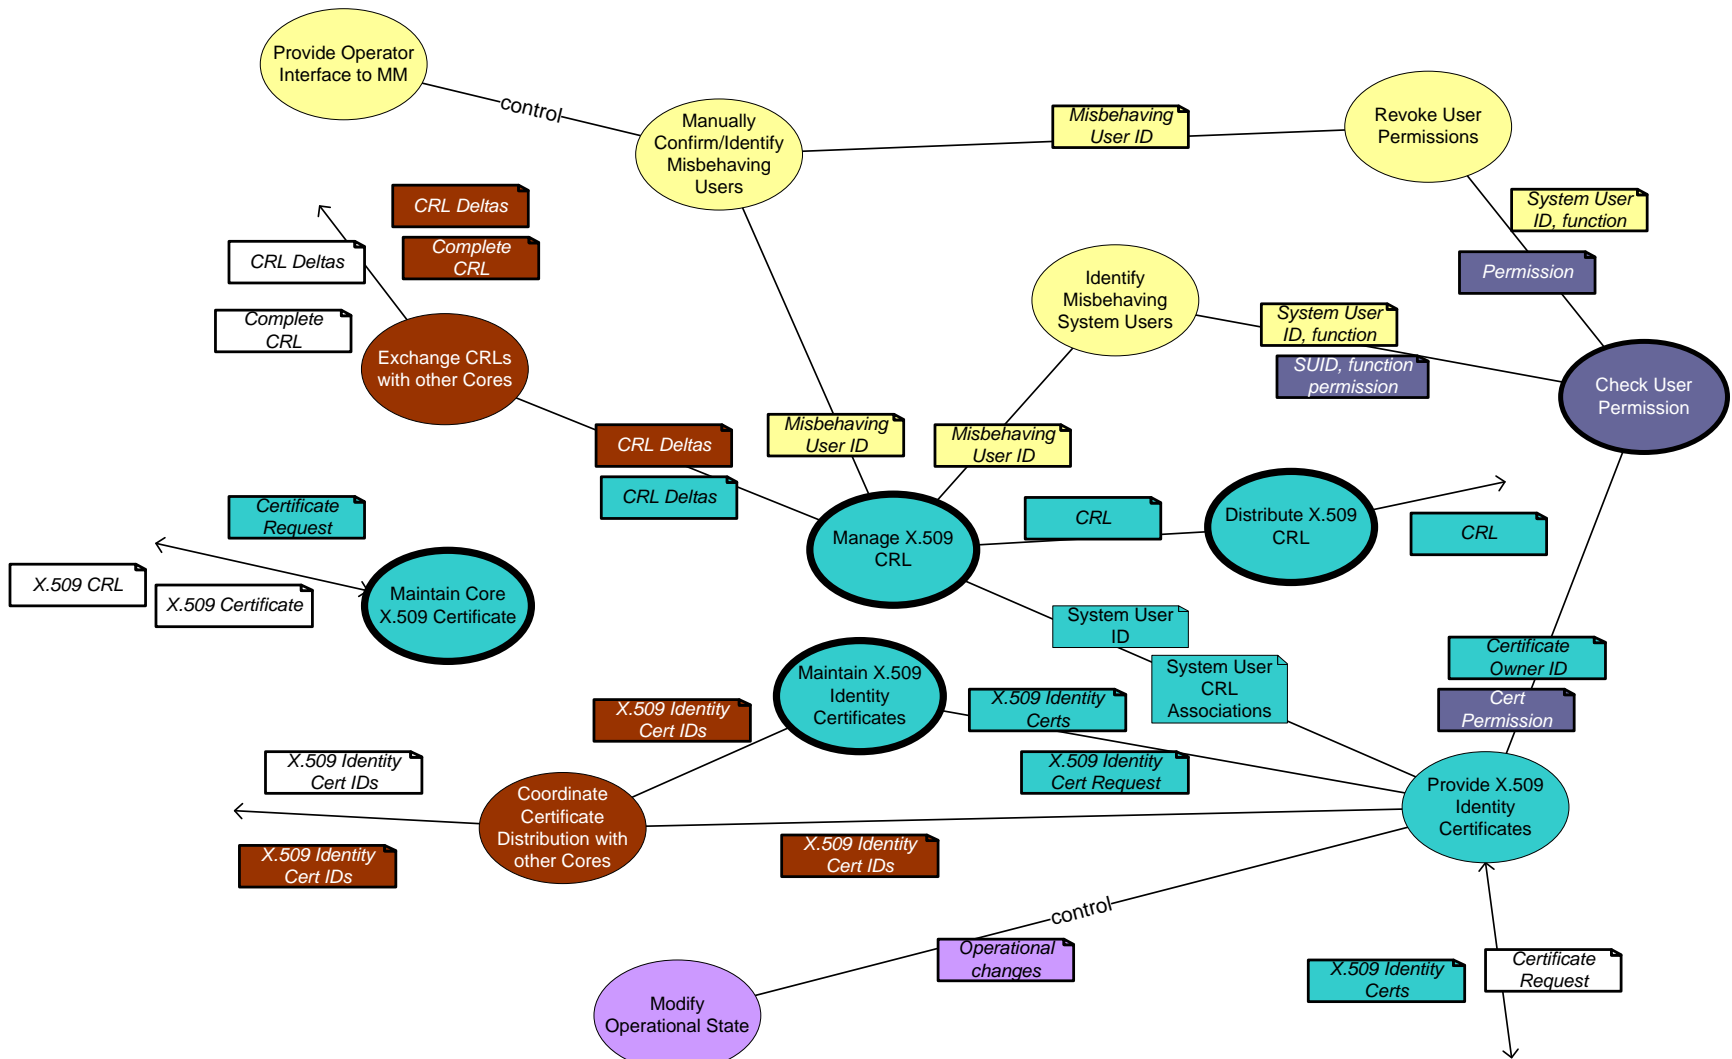 Provide Operator
Interface to MM
control
Manually
Confirm/Identify
Misbehaving
Users
Misbehaving
User ID
Revoke User
Permissions
CRL Deltas
Complete
CRL
CRL Deltas
Complete
CRL
System User
ID, function
Permission
Identify
Misbehaving
System Users
System User
ID, function
SUID, function
permission
Exchange CRLs
with other Cores
Check User
Permission
Misbehaving
User ID
Misbehaving
User ID
CRL Deltas
CRL Deltas
Certificate
Request
X.509 CRL
X.509 Certificate
Maintain Core
X.509 Certificate
Manage X.509
CRL
CRL
Distribute X.509
CRL
CRL
System User
ID
System User
CRL
Associations
Certificate
Owner ID
Cert
Permission
Maintain X.509
Identity
Certificates
X.509 Identity
Certs
X.509 Identity
Cert Request
X.509 Identity
Cert IDs
X.509 Identity
Cert IDs
Coordinate
Certificate
Distribution with
other Cores
X.509 Identity
Cert IDs
X.509 Identity
Cert IDs
Provide X.509
Identity
Certificates
control
Operational
changes
Modify
Operational State
X.509 Identity
Certs
Certificate
Request